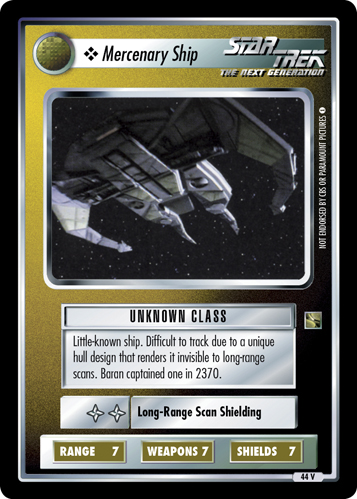 ❖ Mercenary Ship
STAR TREK
THE NEXT GENERATION
NOT ENDORSED BY CBS OR PARAMOUNT PICTURES
UNKNOWN CLASS
Little-known ship. Difficult to track due to a unique
hull design that renders it invisible to long-range
scans. Baran captured one in 2370.
Long-Range Scan Shielding
RANGE 7
WEAPONS 7
SHIELDS 7
44 V